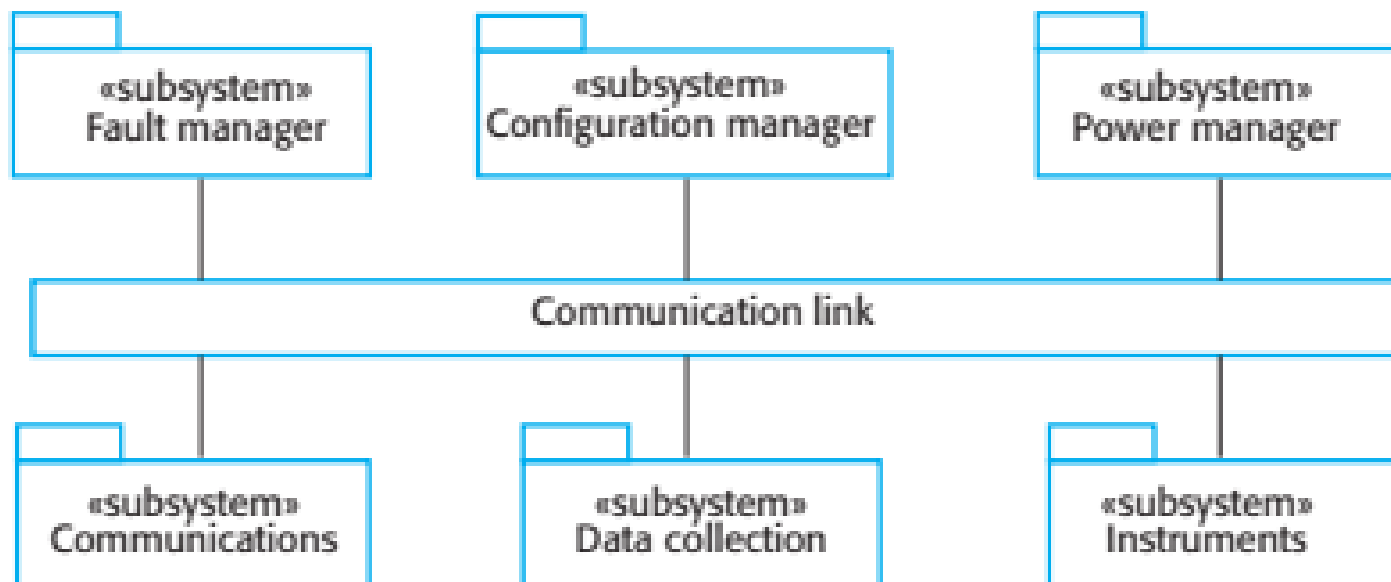 «subsystem»
Fault manager
«subsystem»
Configuration manager
«subsystem»
Power manager
Communication link
«subsystem»
Communications
«subsystem»
Data collection
«subsystem»
Instruments